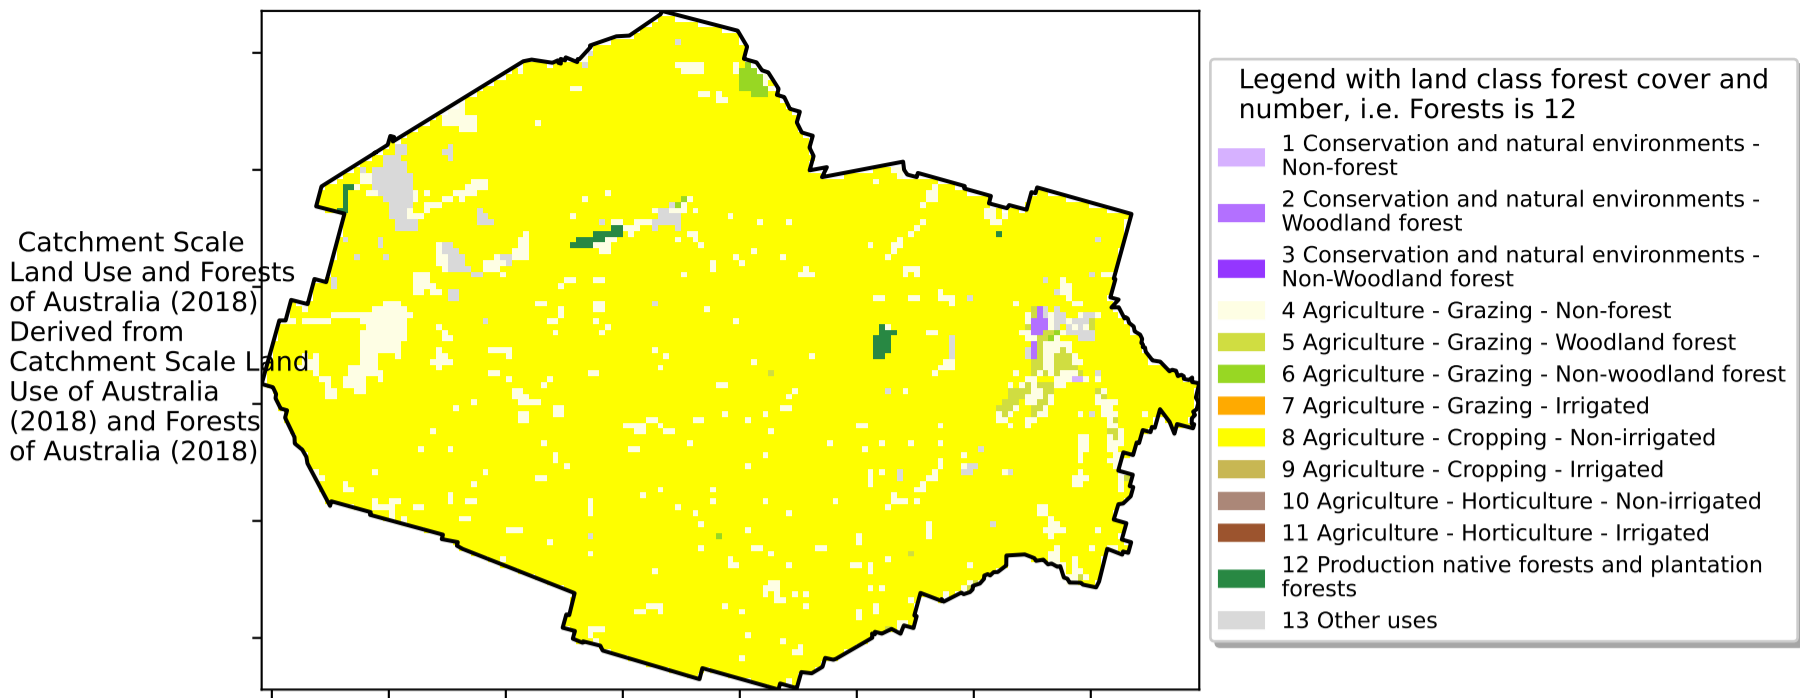 Catchment Scale
Land Use and Forests
of Australia (2018)
Derived from
Catchment Scale Land
Use of Australia
(2018) and Forests
of Australia (2018)
Legend with land class forest cover and
number, i.e. Forests is 12
1 Conservation and natural environments -
Non-forest
2 Conservation and natural environments -
Woodland forest
3 Conservation and natural environments -
Non-Woodland forest
4 Agriculture - Grazing - Non-forest
5 Agriculture - Grazing - Woodland forest
6 Agriculture - Grazing - Non-woodland forest
7 Agriculture - Grazing - Irrigated
8 Agriculture - Cropping - Non-irrigated
9 Agriculture - Cropping - Irrigated
10 Agriculture - Horticulture - Non-irrigated
11 Agriculture - Horticulture - Irrigated
12 Production native forests and plantation
forests
13 Other uses